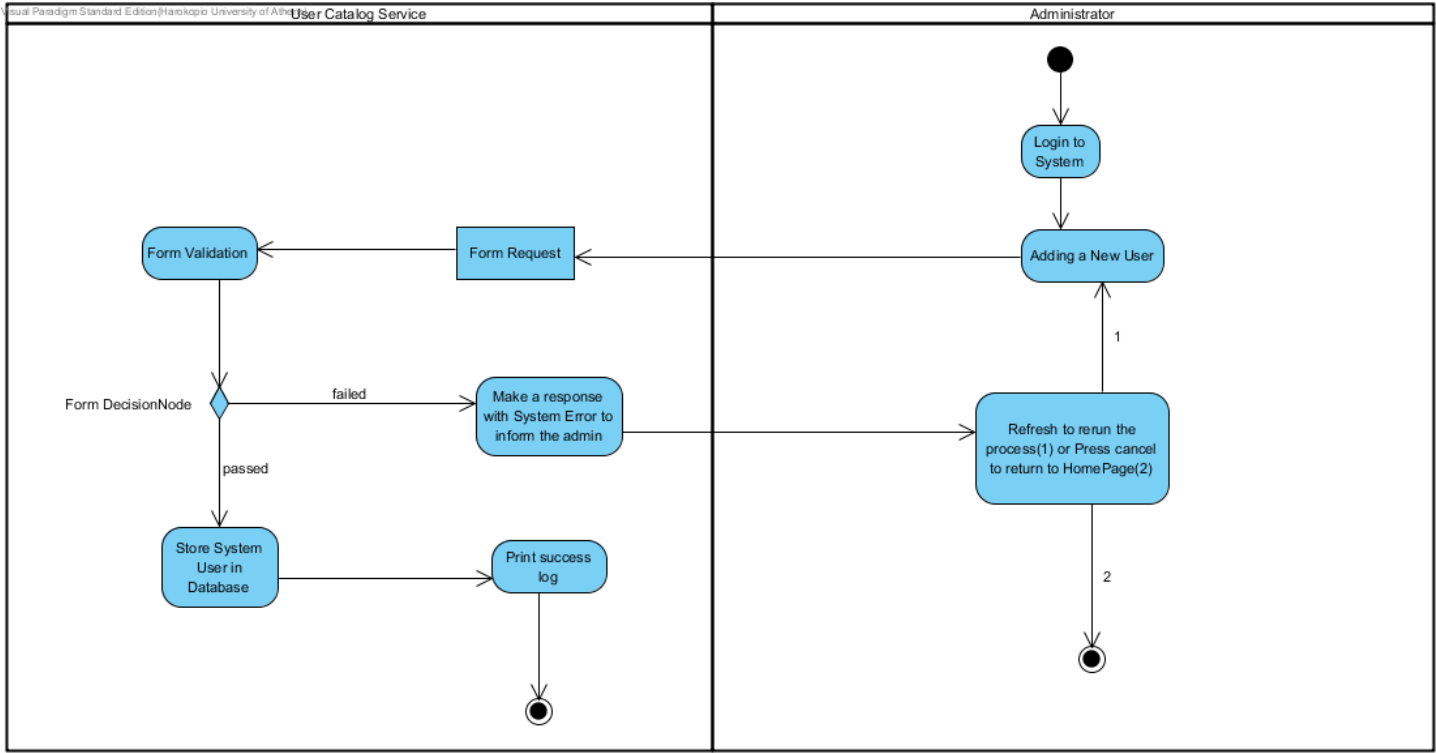 Visual Paradigm Standard Edition(Harokopio University of Athens)
User Catalog Service
Administrator
Login to
System
Form Validation
Form Request
Adding a New User
1
Form DecisionNode
failed
Make a response
with System Error to
inform the admin
Refresh to rerun the
process(1) or Press cancel
to return to HomePage(2)
passed
Store System
User in
Database
Print success
log
2